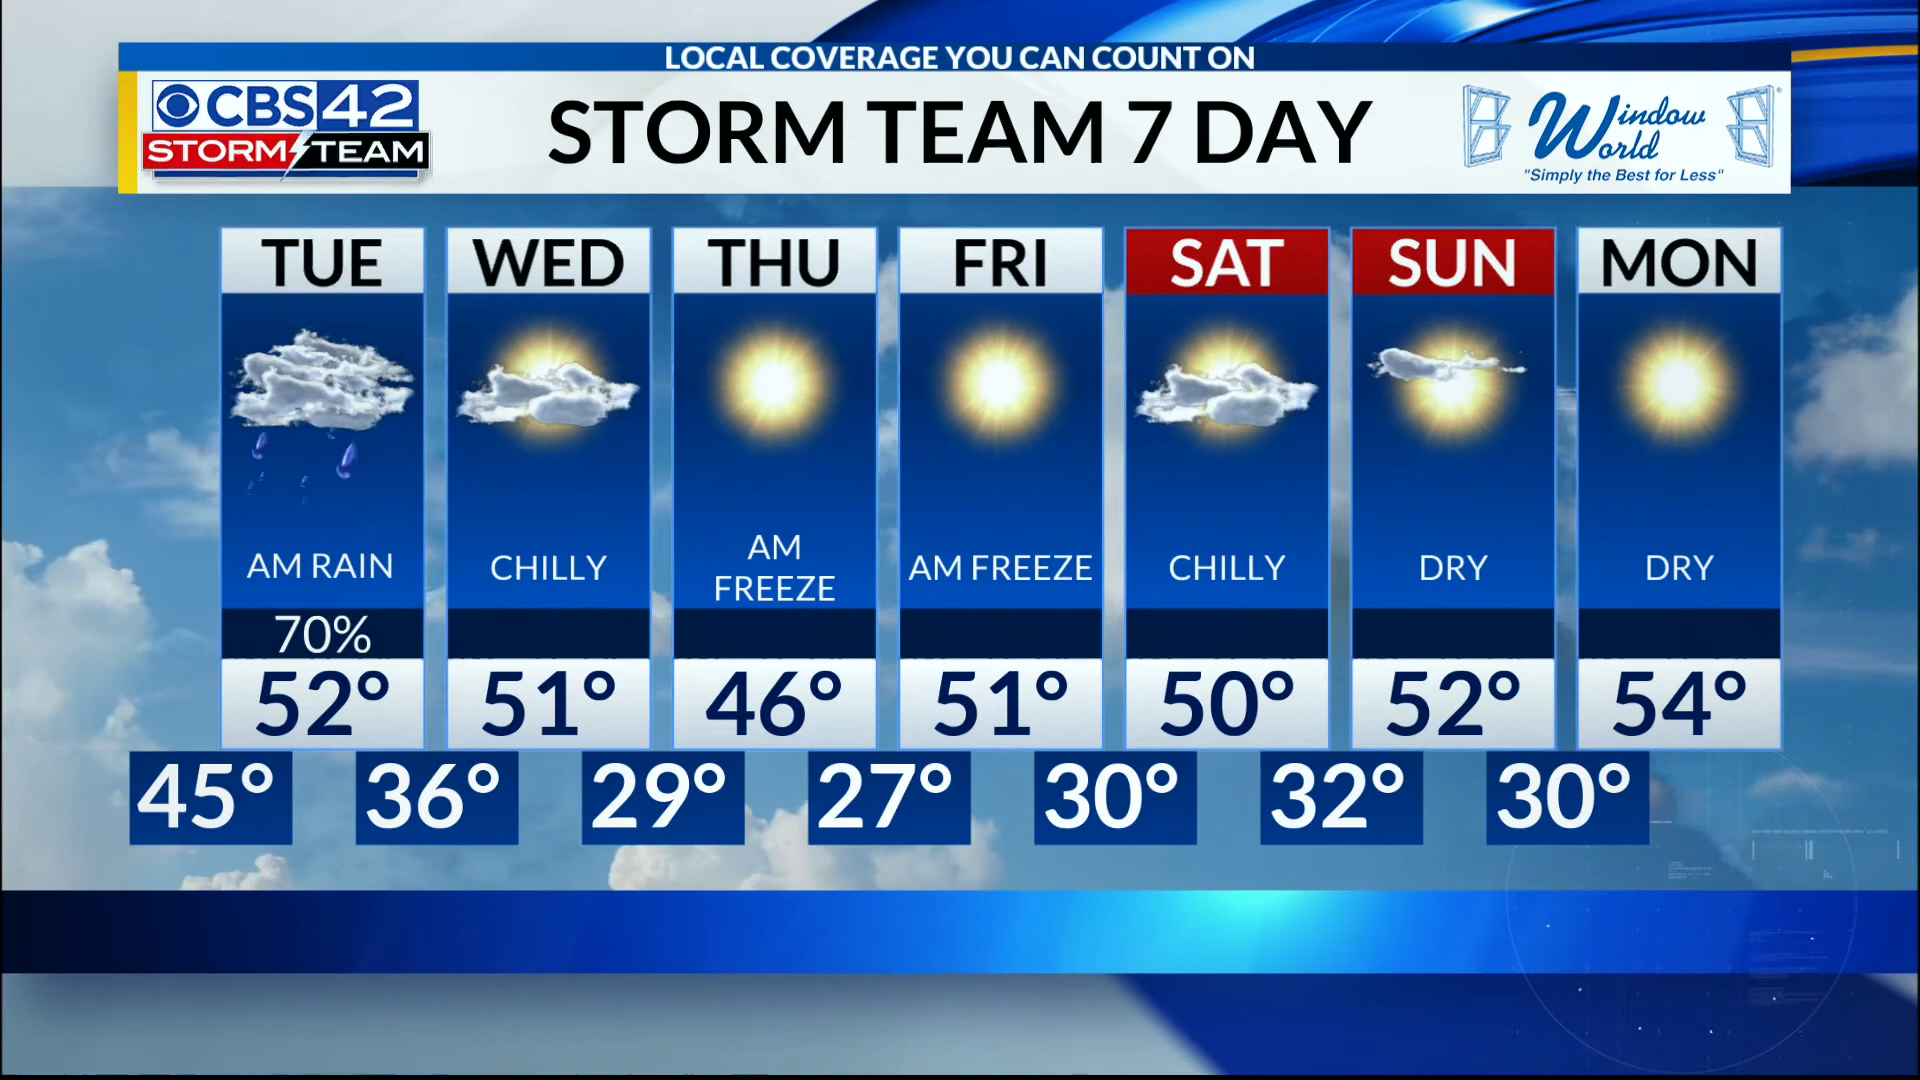 LOCAL COVERAGE YOU CAN COUNT ON
CBS 42
STORM TEAM
STORM TEAM 7 DAY
Window
World
"Simply the Best for Less"
TUE WED THU FRI SAT SUN MON
AM RAIN CHILLY AM FREEZE AM FREEZE CHILLY DRY DRY
70%
52° 51° 46° 51° 50° 52° 54°
45° 36° 29° 27° 30° 32° 30°